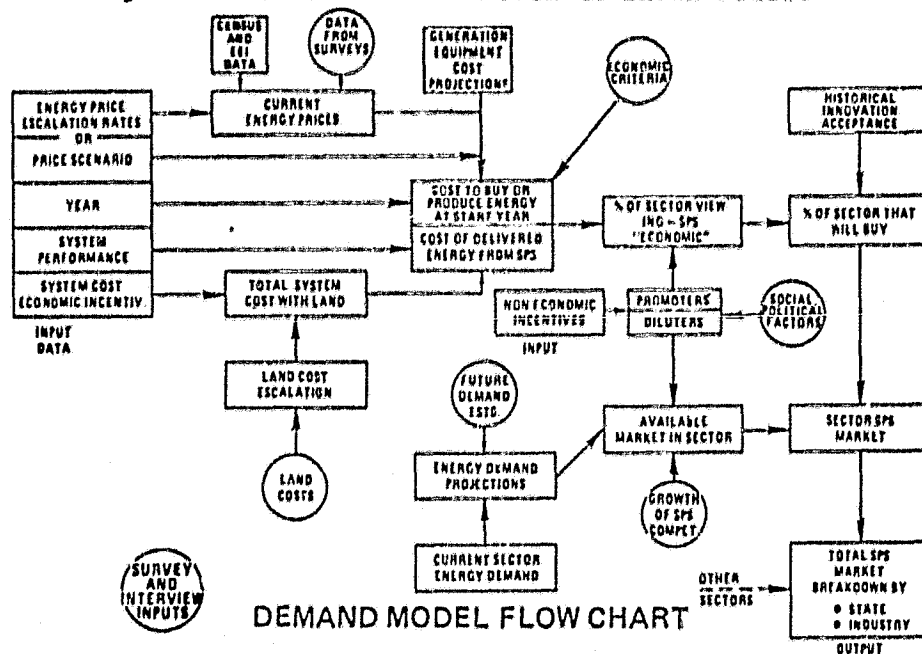 CENSUS
AND
EEI
DATA
DATA
FROM
SURVEYS
GENERATION
EQUIPMENT
COST
PROJECTIONS
ECONOMIC
CRITERIA
ENERGY PRICE
ESCALATION RATES
OR
PRICE SCENARIO
CURRENT
ENERGY PRICES
HISTORICAL
INNOVATION
ACCEPTANCE
YEAR
COST TO BUY OR
PRODUCE ENERGY
AT START YEAR
% OF SECTOR VIEW
ING SPS
"ECONOMIC"
% OF SECTOR THAT
WILL BUY
SYSTEM
PERFORMANCE
COST OF DELIVERED
ENERGY FROM SPS
SYSTEM COST
ECONOMIC INCENTIV.
TOTAL SYSTEM
COST WITH LAND
INPUT
DATA
NON ECONOMIC
INCENTIVES
INPUT
PROMOTERS
DILUTERS
SOCIAL
POLITICAL
FACTORS
LAND COST
ESCALATION
FUTURE
DEMAND
ESTG.
AVAILABLE
MARKET IN SECTOR
SECTOR SPS
MARKET
LAND
COSTS
ENERGY DEMAND
PROJECTIONS
GROWTH
OF SPS
COMPET.
CURRENT SECTOR
ENERGY DEMAND
SURVEY
AND
INTERVIEW
INPUTS
OTHER
SECTORS
TOTAL SPS
MARKET
BREAKDOWN BY
● STATE
● INDUSTRY
OUTPUT
DEMAND MODEL FLOW CHART